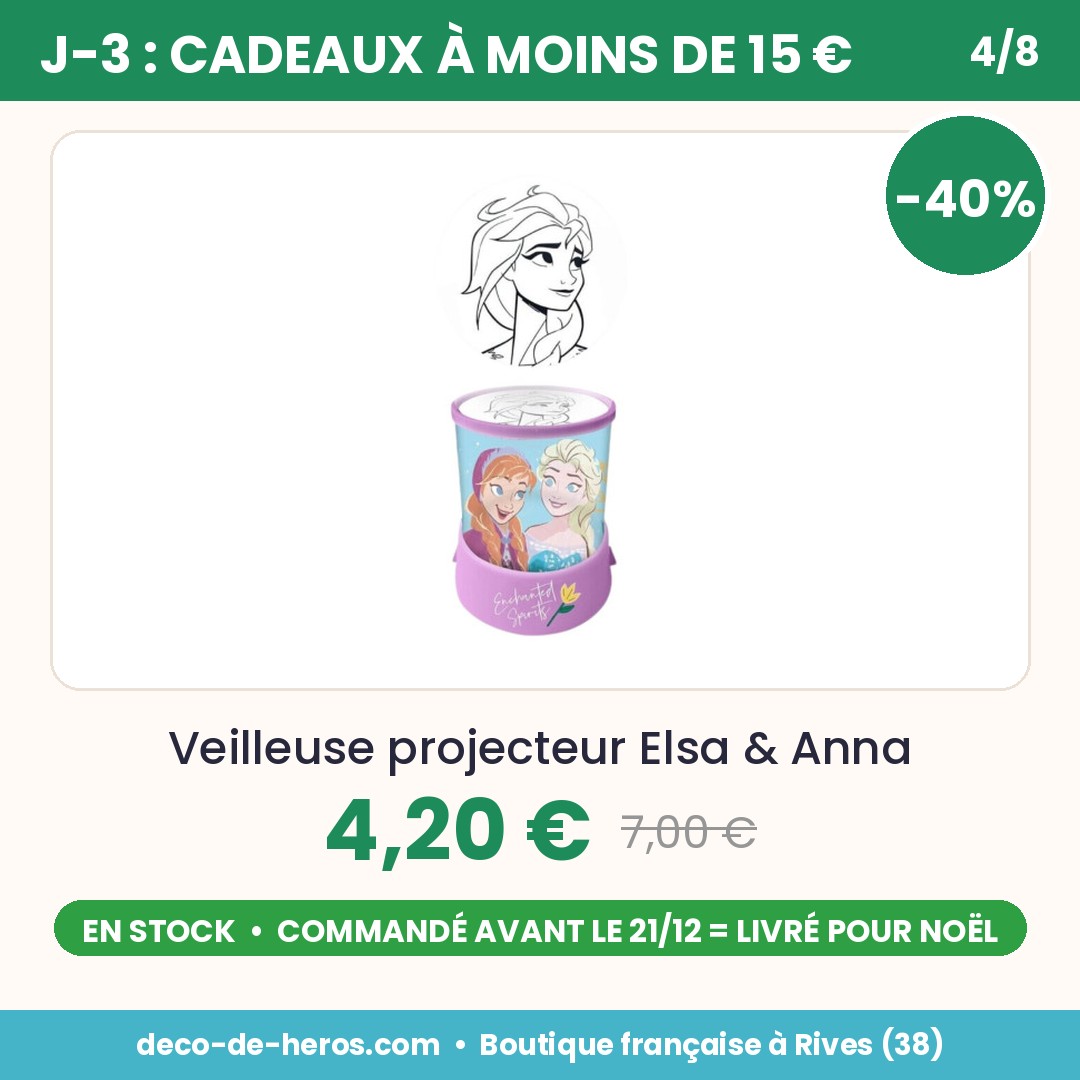 J-3 : CADEAUX À MOINS DE 15 €
4/8
-40%
Enchanted
Spirits
Veilleuse projecteur Elsa & Anna
4,20 € 7,00 €
EN STOCK • COMMANDÉ AVANT LE 21/12 = LIVRÉ POUR NOËL
deco-de-heros.com • Boutique française à Rives (38)